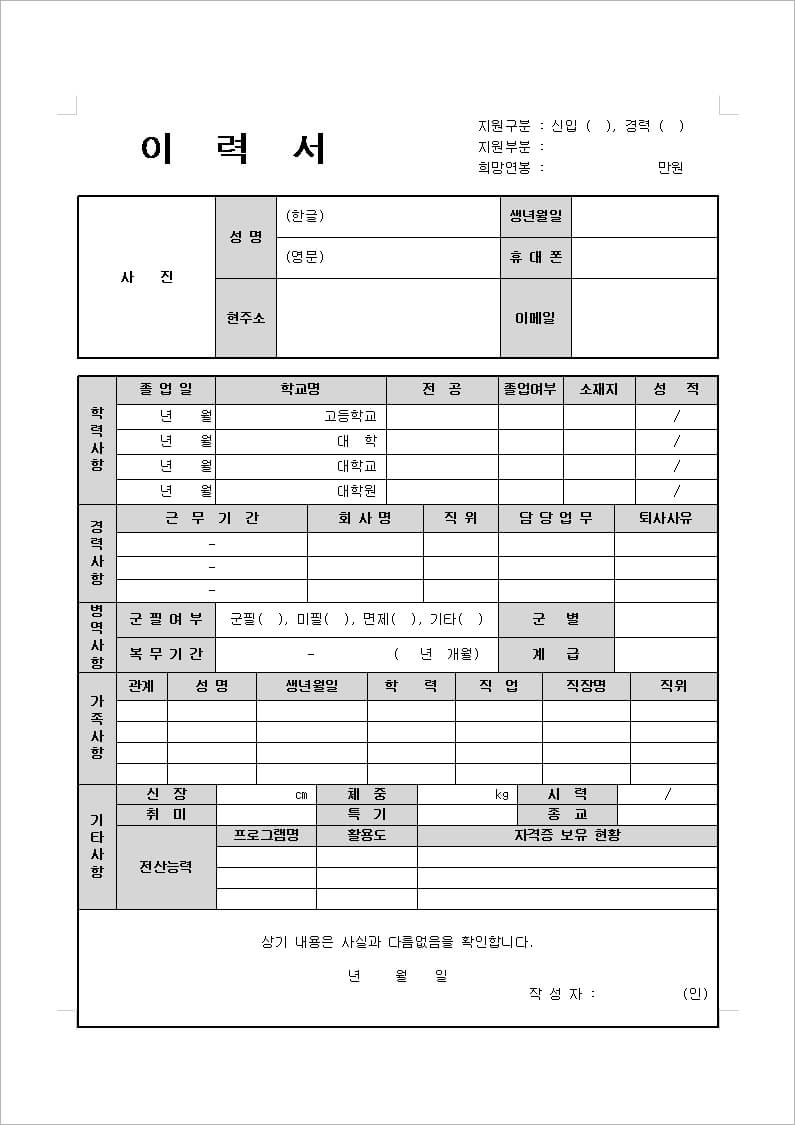 이 력 서
지원구분 : 신입 ( ), 경력 ( )
지원부분 :
희망연봉 : 만원
사 진
성 명
(한글)
생년월일
(영문)
휴 대 폰
현주소
이메일
학력사항
졸 업 일 학교명 전 공 졸업여부 소재지 성 적
년 월 고등학교 /
년 월 대 학 /
년 월 대학교 /
년 월 대학원 /
경력사항
근 무 기 간 회 사 명 직 위 담 당 업 무 퇴사사유
-
-
-
병역사항
군 필 여 부 군필( ), 미필( ), 면제( ), 기타( ) 군 별
복 무 기 간 - ( 년 개월) 계 급
가족사항
관계 성 명 생년월일 학 력 직 업 직장명 직위
기타사항
신 장 cm 체 중 kg 시 력 /
취 미 특 기 종 교
전산능력
프로그램명 활용도 자격증 보유 현황
상기 내용은 사실과 다름없음을 확인합니다.
년 월 일
작 성 자 : (인)